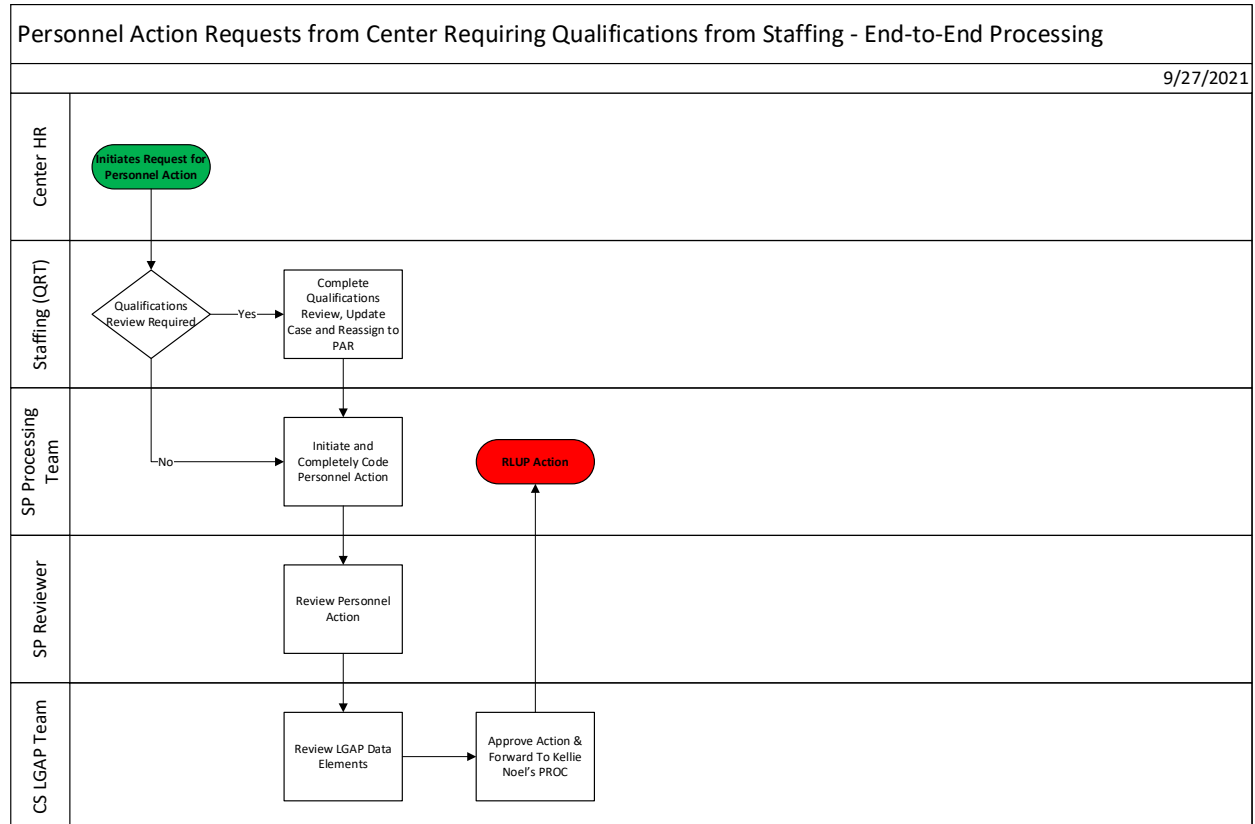 Personnel Action Requests from Center Requiring Qualifications from Staffing - End-to-End Processing
9/27/2021
Center HR
Initiates Request for
Personnel Action
Staffing (QRT)
Qualifications
Review Required
Yes
Complete
Qualifications
Review, Update
Case and Reassign to
PAR
SP Processing
Team
No
Initiate and
Completely Code
Personnel Action
RLUP Action
SP Reviewer
Review Personnel
Action
CS LGAP Team
Review LGAP Data
Elements
Approve Action &
Forward To Kellie
Noel's PROC